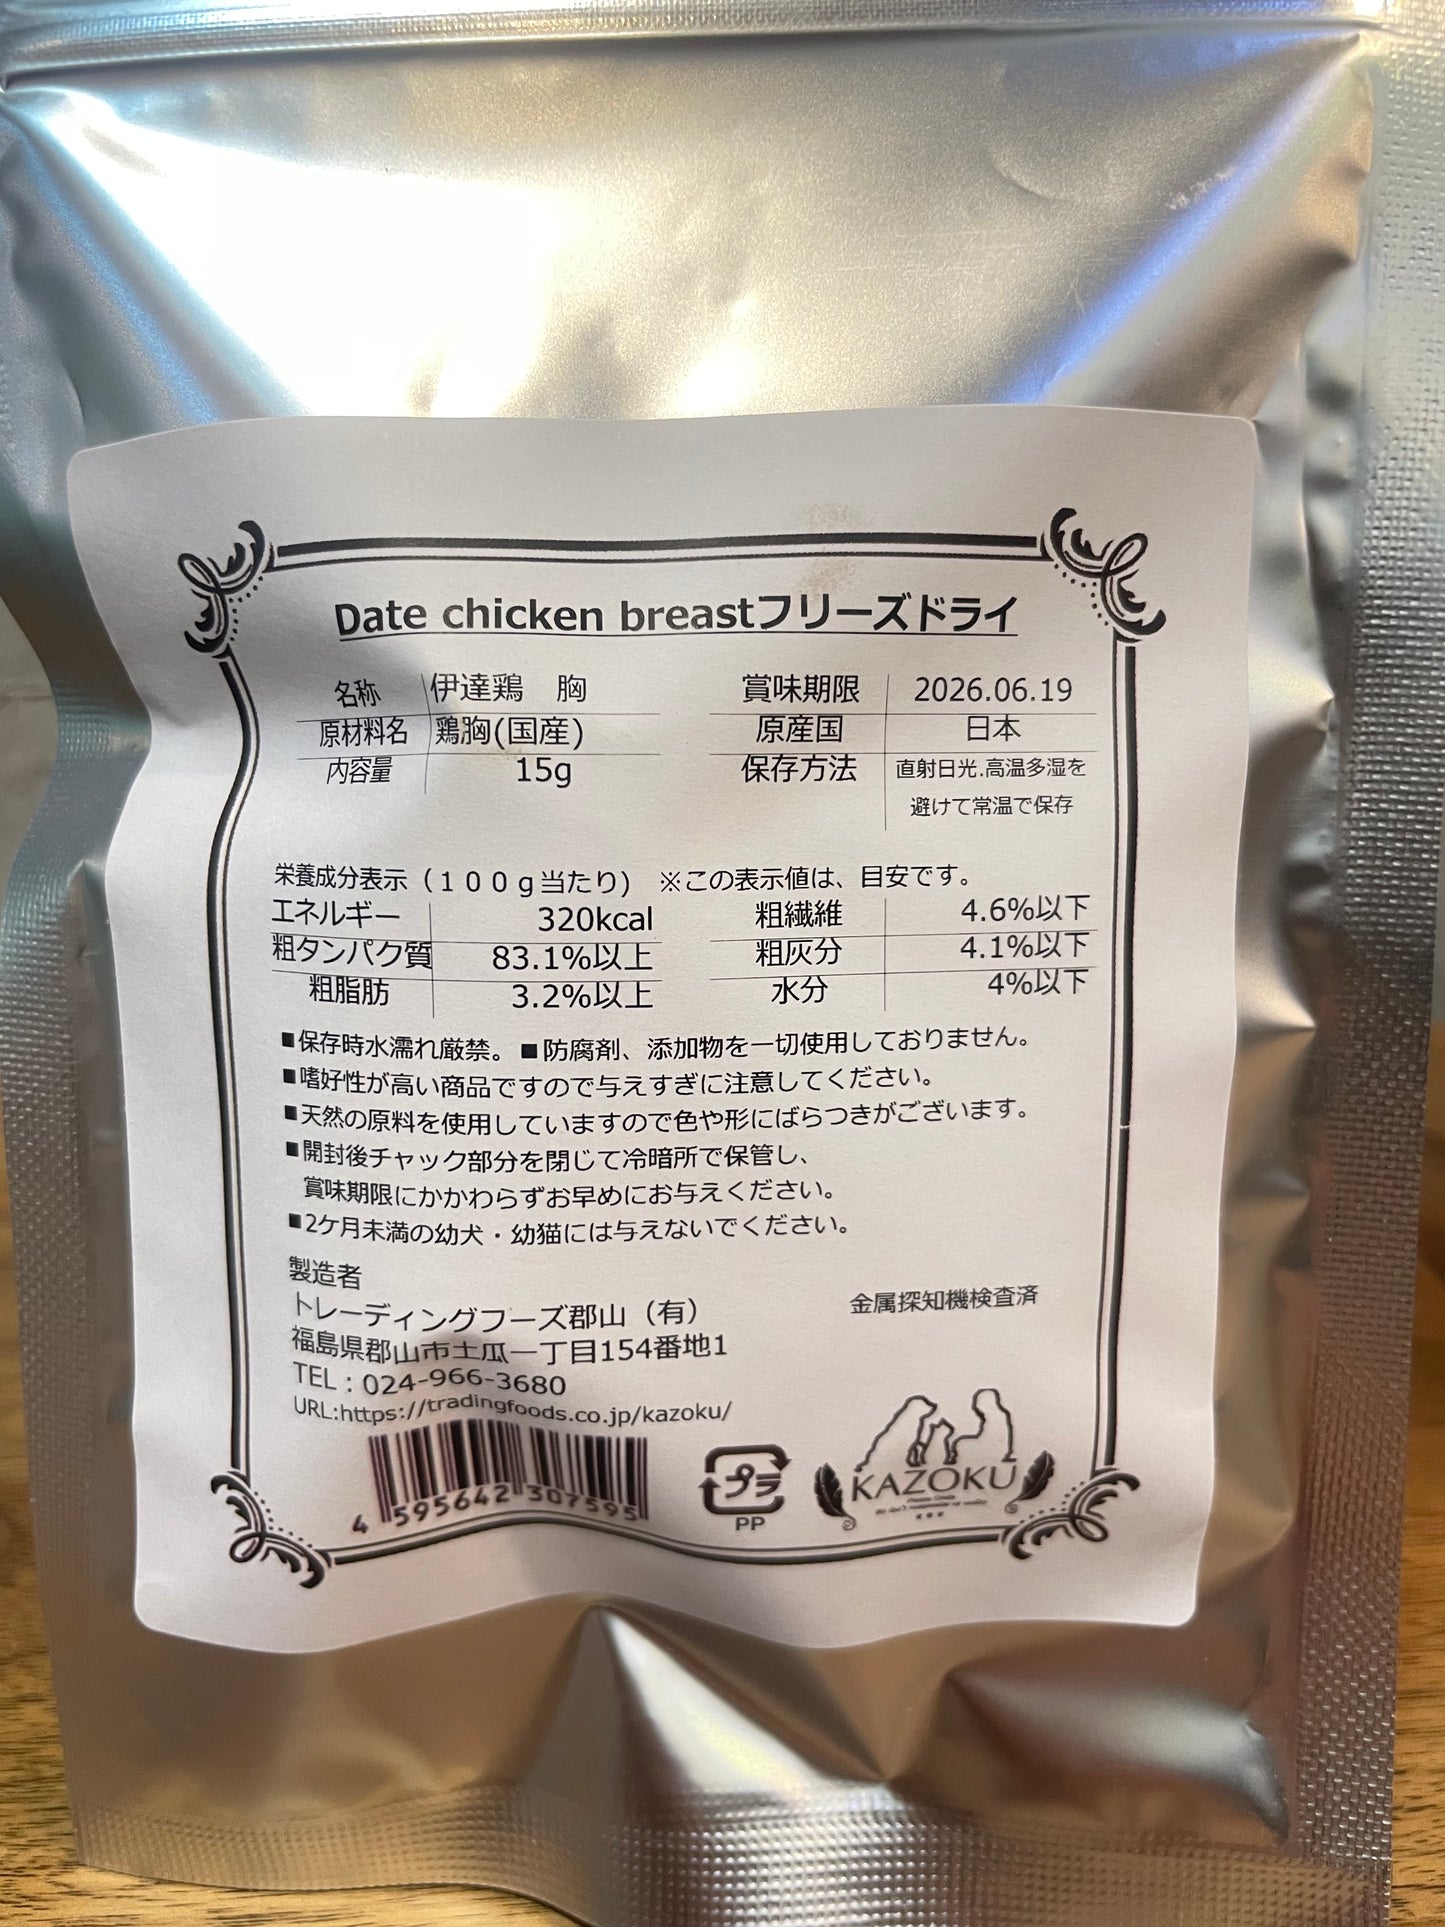 Date chicken breastフリーズドライ
名称 伊達鶏 胸
原材料名 鶏胸(国産)
内容量 15g
賞味期限 2026.06.19
原産国 日本
保存方法 直射日光.高温多湿を
避けて常温で保存
栄養成分表示(100g当たり) ※この表示値は、目安です。
エネルギー 320kcal
粗タンパク質 83.1%以上
粗脂肪 3.2%以上
粗繊維 4.6%以下
粗灰分 4.1%以下
水分 4%以下
■保存時水濡れ厳禁。■防腐剤、添加物を一切使用しておりません。
■嗜好性が高い商品ですので与えすぎに注意してください。
■天然の原料を使用していますので色や形にばらつきがございます。
■開封後チャック部分を閉じて冷暗所で保管し、
賞味期限にかかわらずお早めにお与えください。
■2ケ月未満の幼犬・幼猫には与えないでください。
製造者
トレーディングフーズ郡山(有)
福島県郡山市土瓜一丁目154番地1
TEL:024-966-3680
URL:https://tradingfoods.co.jp/kazoku/
金属探知機検査済
4 595642 307595
プラ
PP
KAZOKU